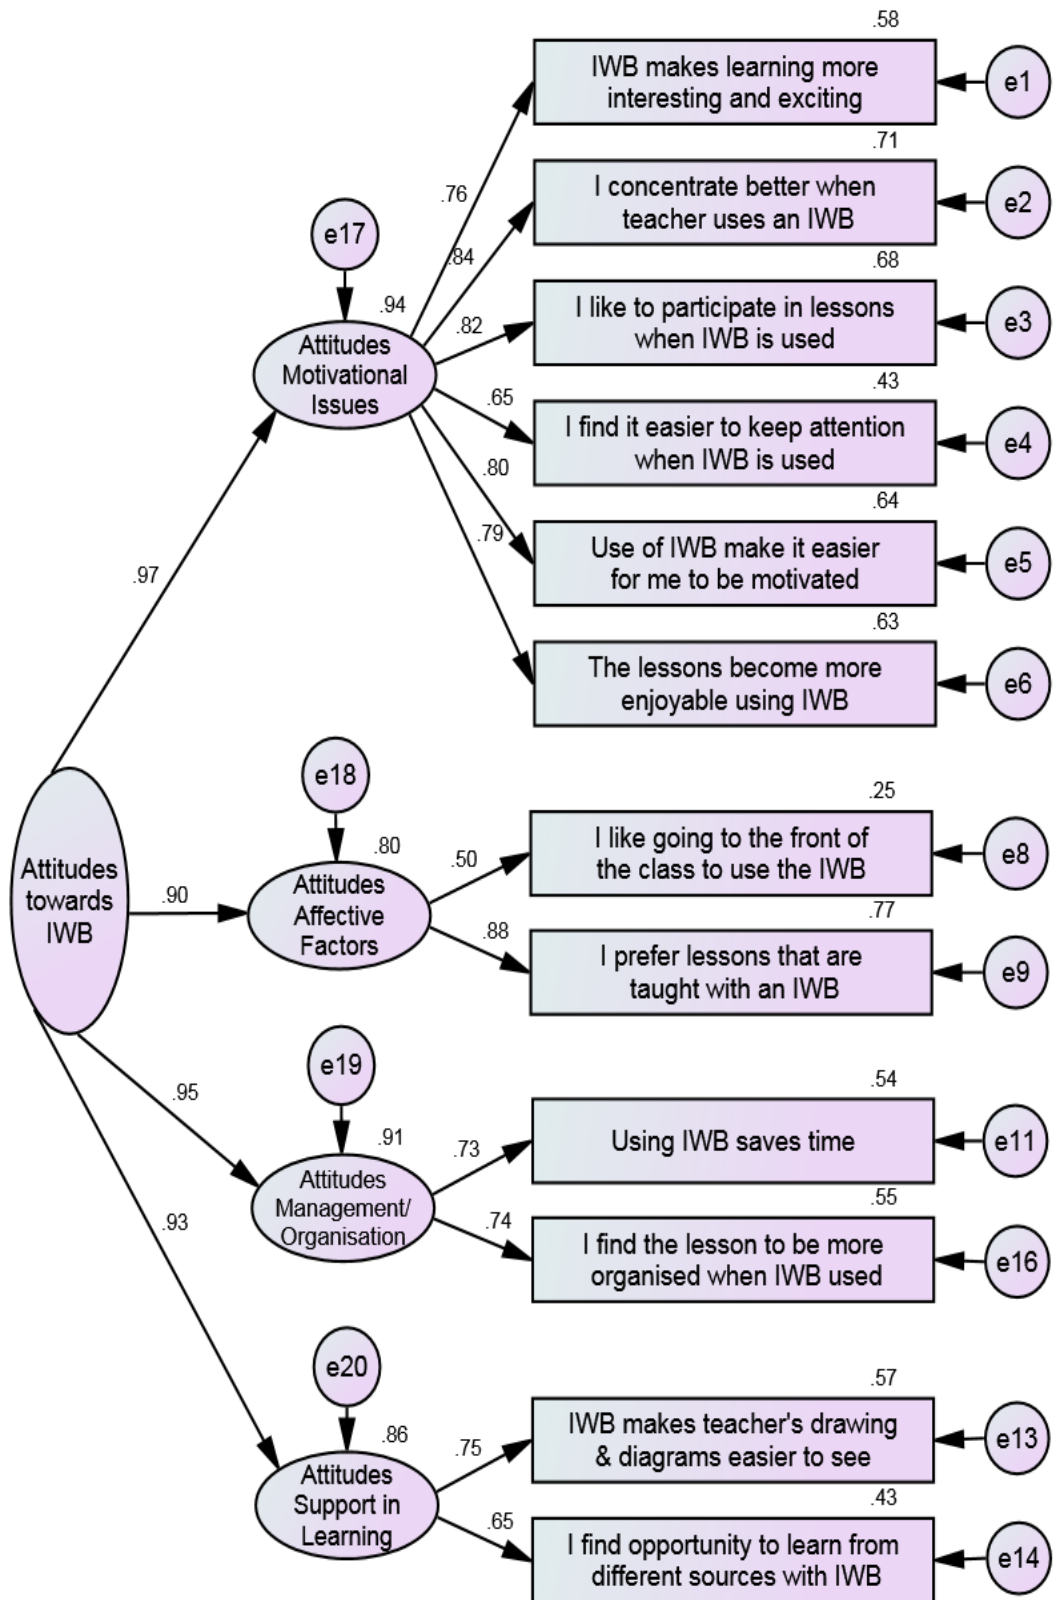 .58
IWB makes learning more
interesting and exciting
e1
.71
I concentrate better when
teacher uses an IWB
e2
.76
.84
e17
.68
I like to participate in lessons
when IWB is used
e3
.94
.82
Attitudes
Motivational
Issues
.43
I find it easier to keep attention
when IWB is used
e4
.65
.80
.64
Use of IWB make it easier
for me to be motivated
e5
.79
.97
.63
The lessons become more
enjoyable using IWB
e6
e18
.25
I like going to the front of
the class to use the IWB
e8
.80
.50
Attitudes
towards
IWB
.90
Attitudes
Affective
Factors
.88
.77
I prefer lessons that are
taught with an IWB
e9
e19
.54
Using IWB saves time
e11
.95
.91
.73
Attitudes
Management/
Organisation
.74
.55
I find the lesson to be more
organised when IWB used
e16
.93
e20
.57
IWB makes teacher's drawing
& diagrams easier to see
e13
.86
.75
Attitudes
Support in
Learning
.65
.43
I find opportunity to learn from
different sources with IWB
e14